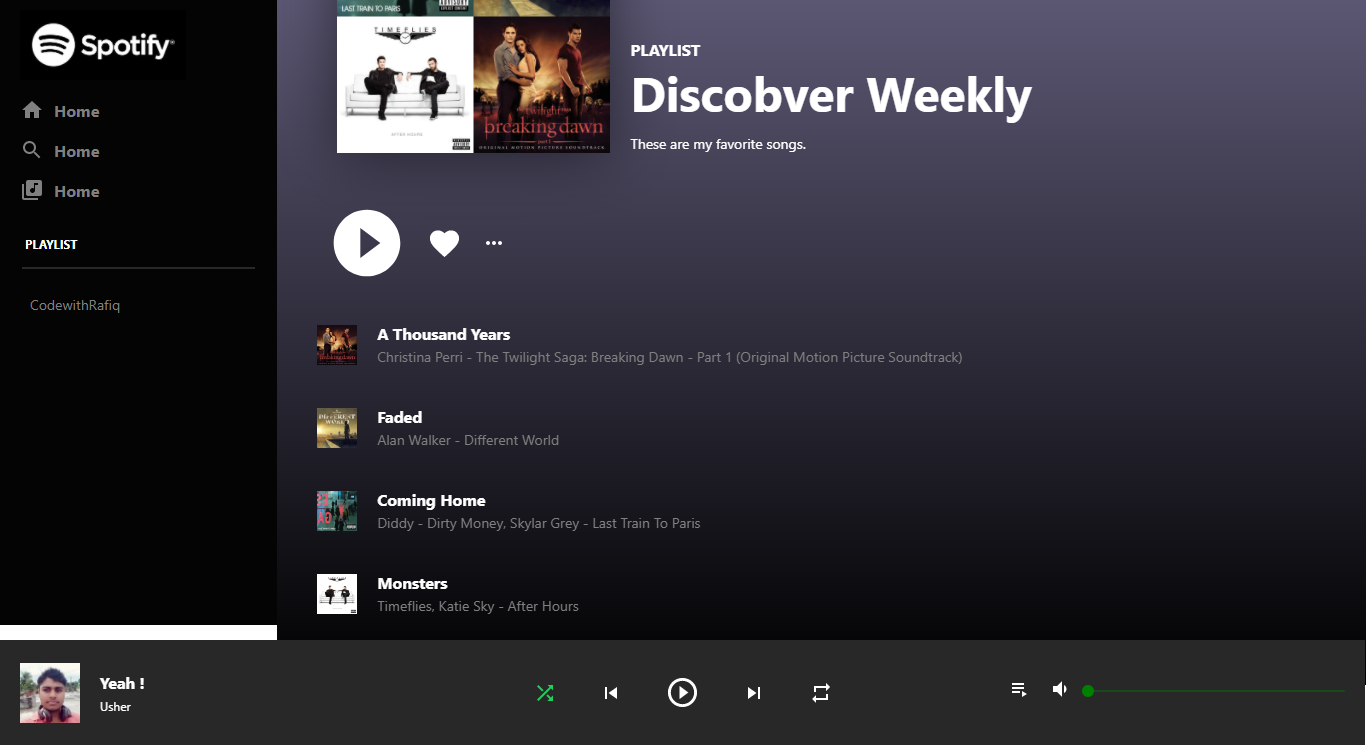 Spotify
Home
Home
Home
PLAYLIST
CodewithRafiq
LAST TRAIN TO PARIS
TIMEFLIES
AFTER HOURS
twilight
breaking dawn
part 1
ORIGINAL MOTION PICTURE SOUNDTRACK
PLAYLIST
Discobver Weekly
These are my favorite songs.
A Thousand Years
Christina Perri - The Twilight Saga: Breaking Dawn - Part 1 (Original Motion Picture Soundtrack)
Faded
Alan Walker - Different World
Coming Home
Diddy - Dirty Money, Skylar Grey - Last Train To Paris
Monsters
Timeflies, Katie Sky - After Hours
Yeah !
Usher